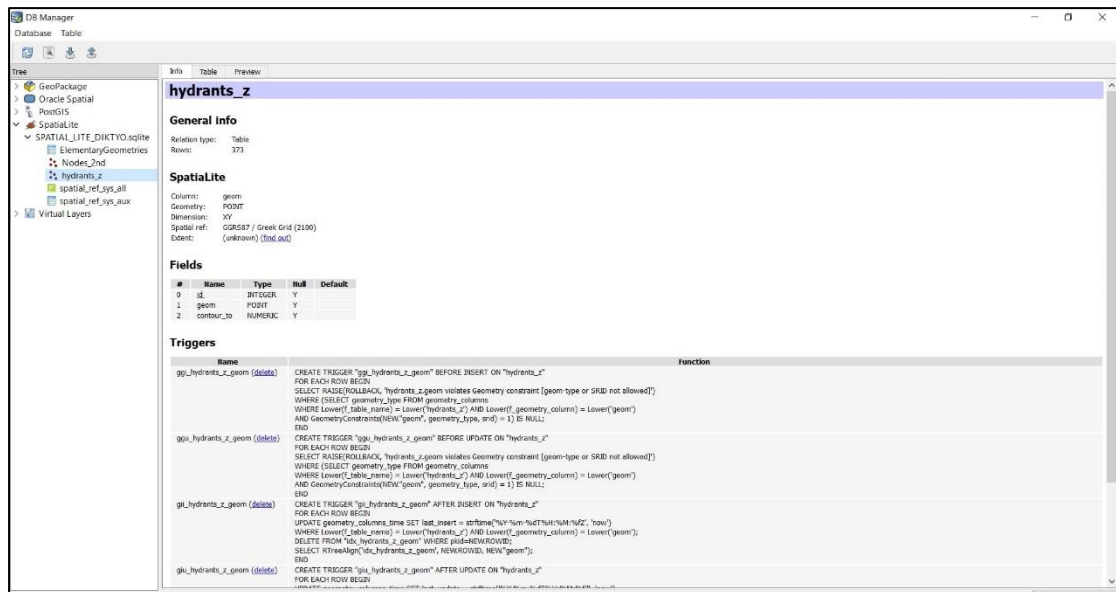 DB Manager
Database Table
Tree
GeoPackage
Oracle Spatial
PostGIS
SpatiaLite
SPATIAL_LITE_DIKTYO.sqlite
ElementaryGeometries
Nodes_2nd
hydrants_z
spatial_ref_sys_all
spatial_ref_sys_aux
Virtual Layers
Info Table Preview
hydrants_z
General info
Relation type: Table
Rows: 373
SpatiaLite
Column: geom
Geometry: POINT
Dimension: XY
Spatial ref: GGRS87 / Greek Grid (2100)
Extent: (unknown) (find out)
Fields
# Name Type Null Default
0 id INTEGER Y
1 geom POINT Y
2 contour_to NUMERIC Y
Triggers
Name Function
ggi_hydrants_z_geom (delete) CREATE TRIGGER "ggi_hydrants_z_geom" BEFORE INSERT ON "hydrants_z"
FOR EACH ROW BEGIN
SELECT RAISE(ROLLBACK, 'hydrants_z.geom violates Geometry constraint [geom-type or SRID not allowed]')
WHERE (SELECT geometry_type FROM geometry_columns
WHERE Lower(f_table_name) = Lower('hydrants_z') AND Lower(f_geometry_column) = Lower('geom')
AND GeometryConstraints(NEW."geom", geometry_type, srid) = 1) IS NULL;
END
ggu_hydrants_z_geom (delete) CREATE TRIGGER "ggu_hydrants_z_geom" BEFORE UPDATE ON "hydrants_z"
FOR EACH ROW BEGIN
SELECT RAISE(ROLLBACK, 'hydrants_z.geom violates Geometry constraint [geom-type or SRID not allowed]')
WHERE (SELECT geometry_type FROM geometry_columns
WHERE Lower(f_table_name) = Lower('hydrants_z') AND Lower(f_geometry_column) = Lower('geom')
AND GeometryConstraints(NEW."geom", geometry_type, srid) = 1) IS NULL;
END
gii_hydrants_z_geom (delete) CREATE TRIGGER "gii_hydrants_z_geom" AFTER INSERT ON "hydrants_z"
FOR EACH ROW BEGIN
UPDATE geometry_columns_time SET last_insert = strftime('%Y-%m-%dT%H:%M:%fZ', 'now')
WHERE Lower(f_table_name) = Lower('hydrants_z') AND Lower(f_geometry_column) = Lower('geom');
DELETE FROM "idx_hydrants_z_geom" WHERE pkid=NEW.ROWID;
SELECT RTreeAlign('idx_hydrants_z_geom', NEW.ROWID, NEW."geom");
END
giu_hydrants_z_geom (delete) CREATE TRIGGER "giu_hydrants_z_geom" AFTER UPDATE ON "hydrants_z"
FOR EACH ROW BEGIN